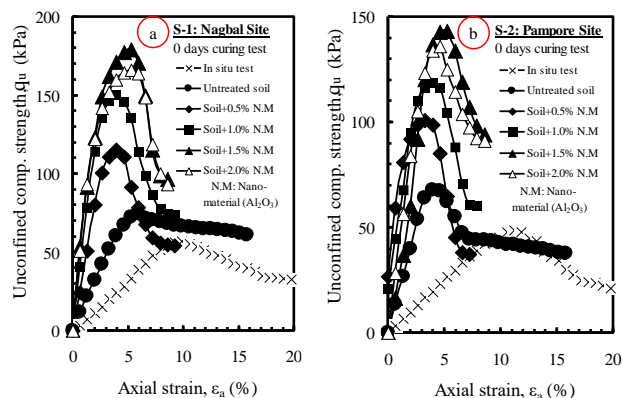 a
S-1: Nagbal Site
0 days curing test
In situ test
Untreated soil
Soil+0.5% N.M
Soil+1.0% N.M
Soil+1.5% N.M
Soil+2.0% N.M
N.M: Nano-
material (Al2O3)
Unconfined comp. strength,qu (kPa)
200
150
100
50
0
0 5 10 15 20
Axial strain, εa (%)
b
S-2: Pampore Site
0 days curing test
In situ test
Untreated soil
Soil+0.5% N.M
Soil+1.0% N.M
Soil+1.5% N.M
Soil+2.0% N.M
N.M: Nano-
material (Al2O3)
Unconfined comp. strength,qu (kPa)
150
100
50
0
0 5 10 15 20
Axial strain, εa (%)